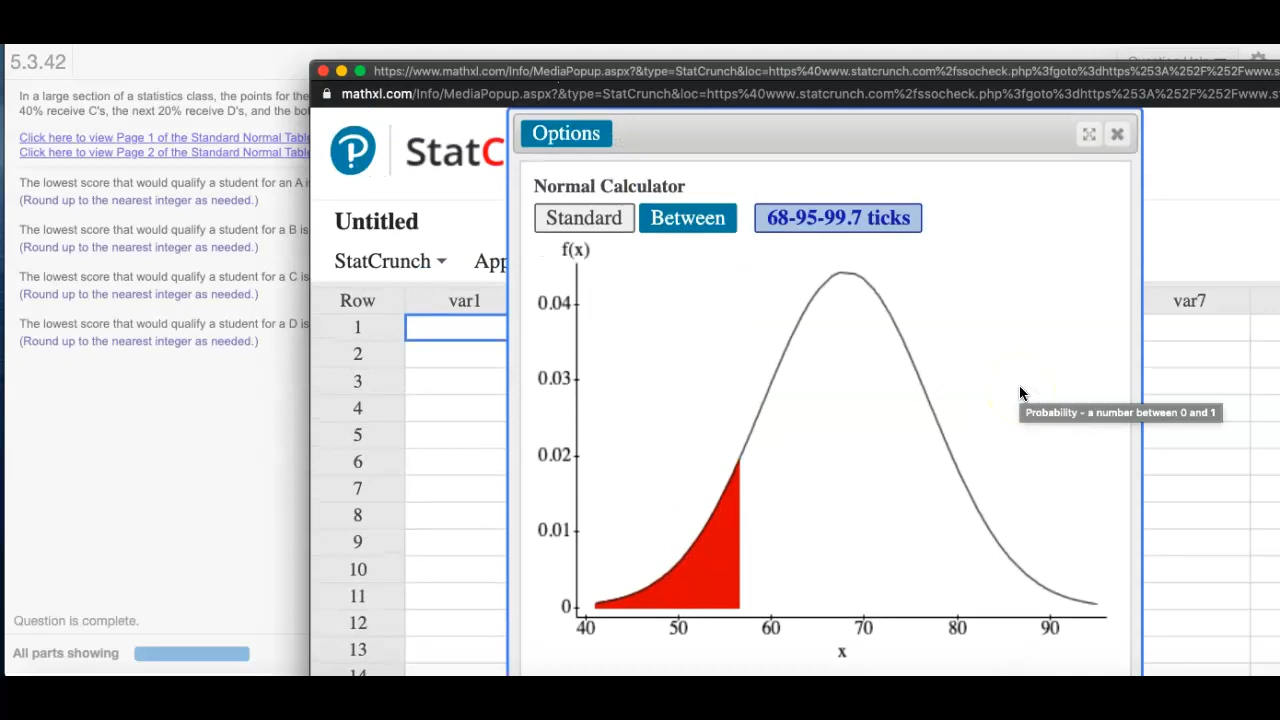 5.3.42
In a large section of a statistics class, the points for the
40% receive C's, the next 20% receive D's, and the bo
Click here to view Page 1 of the Standard Normal Table
Click here to view Page 2 of the Standard Normal Table
The lowest score that would qualify a student for an A is
(Round up to the nearest integer as needed.)
The lowest score that would qualify a student for a B is
(Round up to the nearest integer as needed.)
The lowest score that would qualify a student for a C is
(Round up to the nearest integer as needed.)
The lowest score that would qualify a student for a D is
(Round up to the nearest integer as needed.)
Question is complete.
All parts showing
https://www.mathxl.com/Info/MediaPopup.aspx?&type=StatCrunch&loc=https%40www.statcrunch.com%2fssocheck.php%3fgoto%3dhttps%253A%252F%252Fwww.s
mathxl.com/Info/MediaPopup.aspx?&type=StatCrunch&loc=https%40www.statcrunch.com%2fssocheck.php%3fgoto%3dhttps%253A%252F%252Fwww.s
P
StatC
Untitled
StatCrunch App
Row var1 var7
1
2
3
4
5
6
7
8
9
10
11
12
13
Options
Normal Calculator
Standard Between 68-95-99.7 ticks
f(x)
0.04
0.03
0.02
0.01
0
40 50 60 70 80 90
x
Probability - a number between 0 and 1